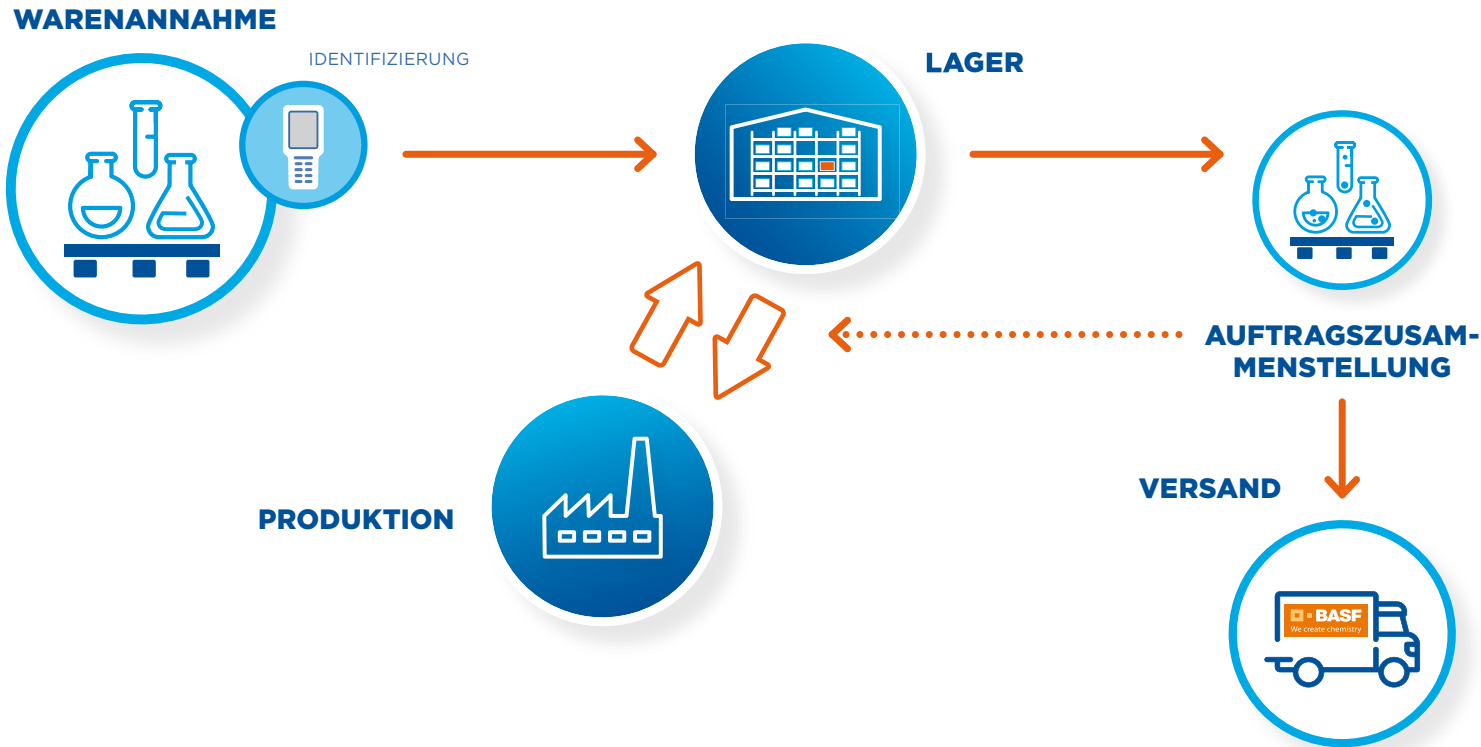 WARENANNAHME
IDENTIFIZIERUNG
LAGER
AUFTRAGSZUSAM-
MENSTELLUNG
PRODUKTION
VERSAND
BASF
We create chemistry